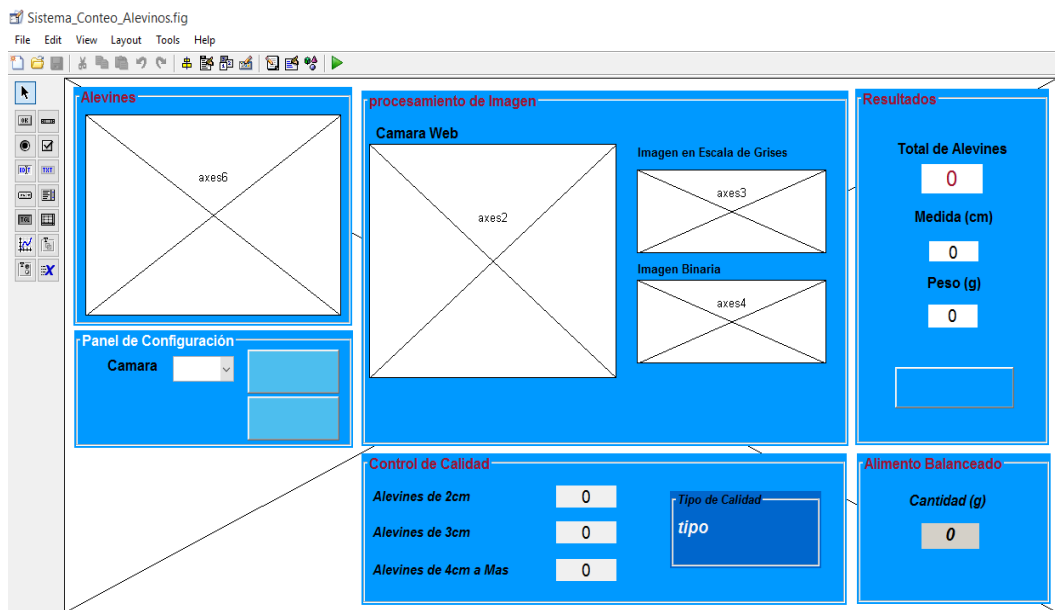 Sistema_Conteo_Alevinos.fig
File Edit View Layout Tools Help
Alevines
axes6
Panel de Configuración
Camara
procesamiento de Imagen
Camara Web
axes2
Imagen en Escala de Grises
axes3
Imagen Binaria
axes4
Resultados
Total de Alevines
0
Medida (cm)
0
Peso (g)
0
Control de Calidad
Alevines de 2cm 0
Alevines de 3cm 0
Alevines de 4cm a Mas 0
Tipo de Calidad
tipo
Alimento Balanceado
Cantidad (g)
0